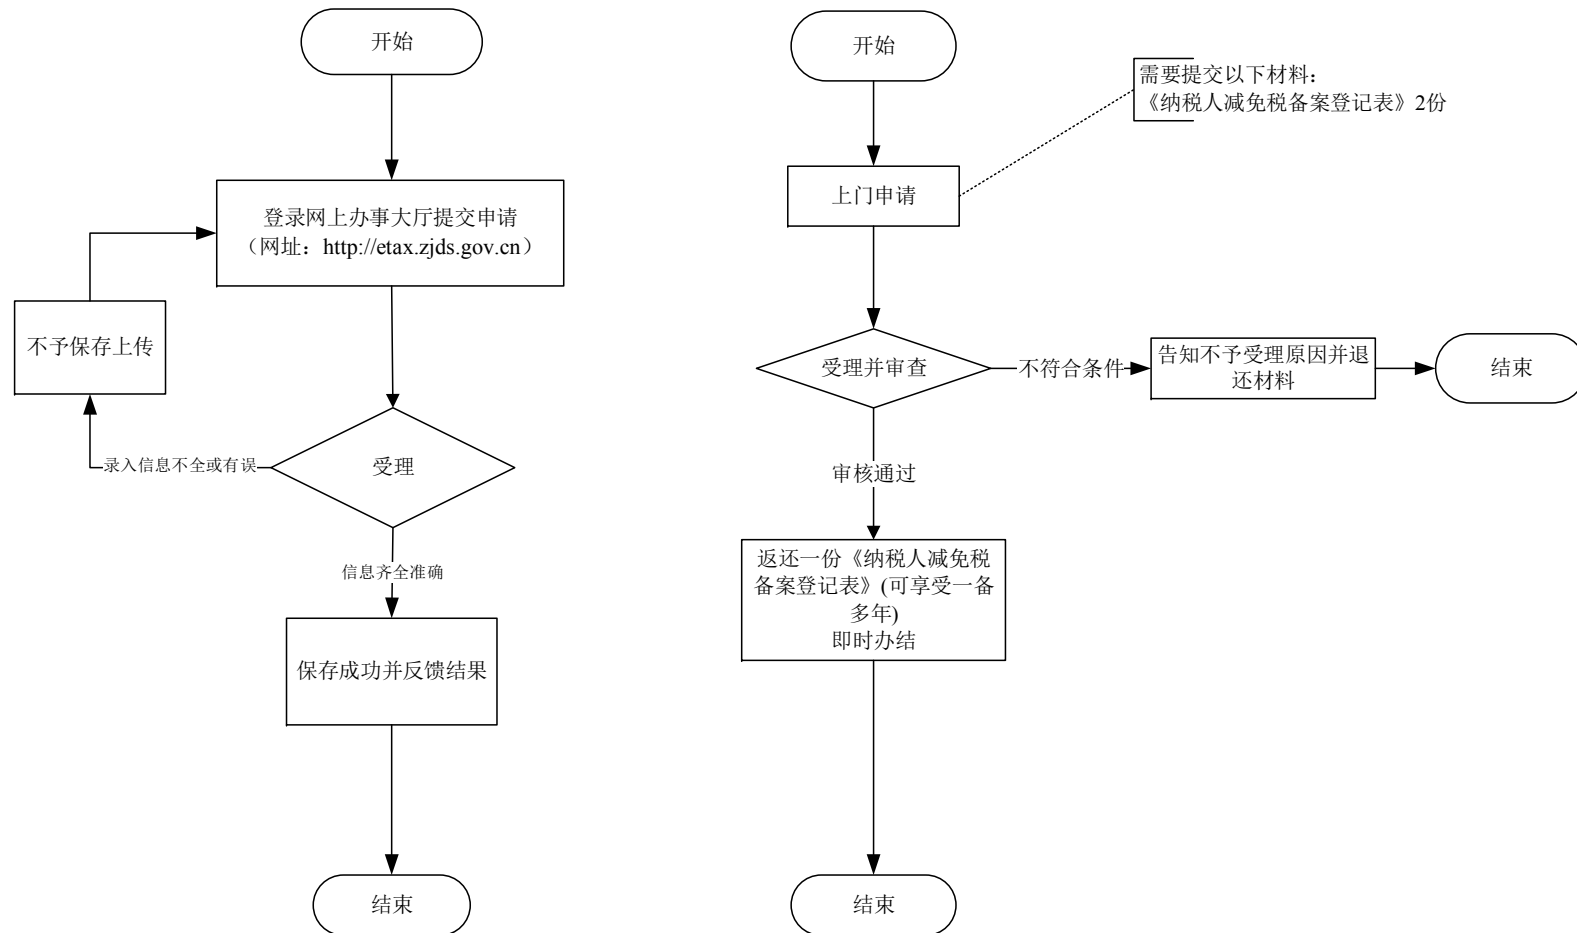 开始
登录网上办事大厅提交申请
（网址：http://etax.zjds.gov.cn）
不予保存上传
录入信息不全或有误
受理
信息齐全准确
保存成功并反馈结果
结束
开始
需要提交以下材料：
《纳税人减免税备案登记表》2份
上门申请
受理并审查
不符合条件
告知不予受理原因并退
还材料
结束
审核通过
返还一份《纳税人减免税
备案登记表》(可享受一备
多年)
即时办结
结束